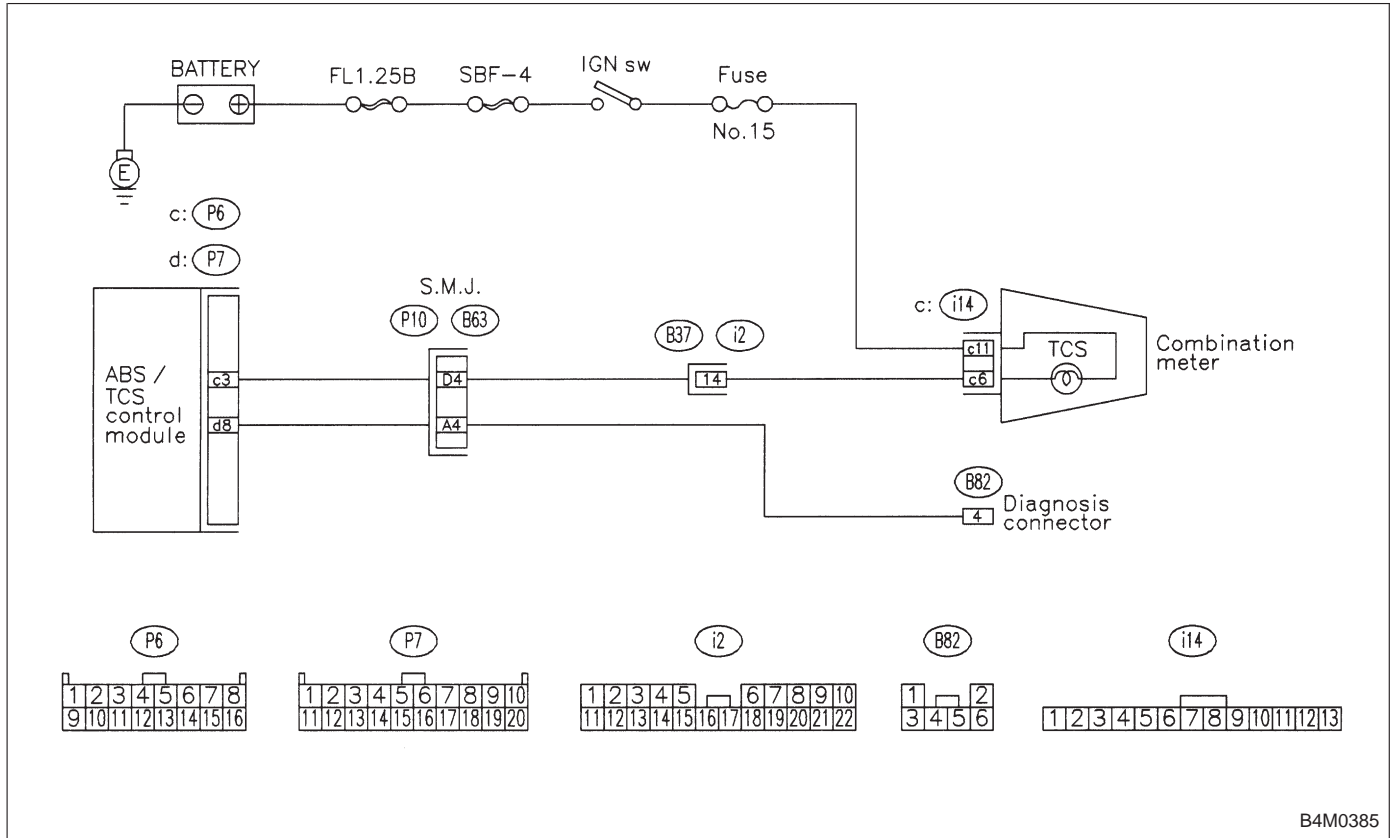 BATTERY
FL1.25B
SBF-4
IGN sw
Fuse
No.15
E
c: P6
d: P7
S.M.J.
P10 B63
B37 i2
c: i14
ABS /
TCS
control
module
c3
d8
D4
A4
14
c11
c6
TCS
Combination
meter
B82
4
Diagnosis
connector
P6
1 2 3 4 5 6 7 8
9 10 11 12 13 14 15 16
P7
1 2 3 4 5 6 7 8 9 10
11 12 13 14 15 16 17 18 19 20
i2
1 2 3 4 5 6 7 8 9 10
11 12 13 14 15 16 17 18 19 20 21 22
B82
1 2
3 4 5 6
i14
1 2 3 4 5 6 7 8 9 10 11 12 13
B4M0385